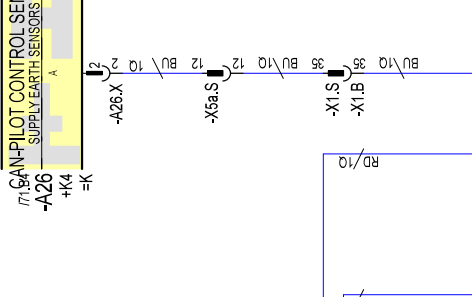 CAN-PILOT CONTROL SEN
SUPPLY EARTH SENSORS
A
/71.B4
-A26
+K4
=K
2
2
-A26.X
1Q
BU
12
-X5a.S
12
1Q
BU
35
-X1.S
-X1.B
35
1Q
BU
RD/1Q